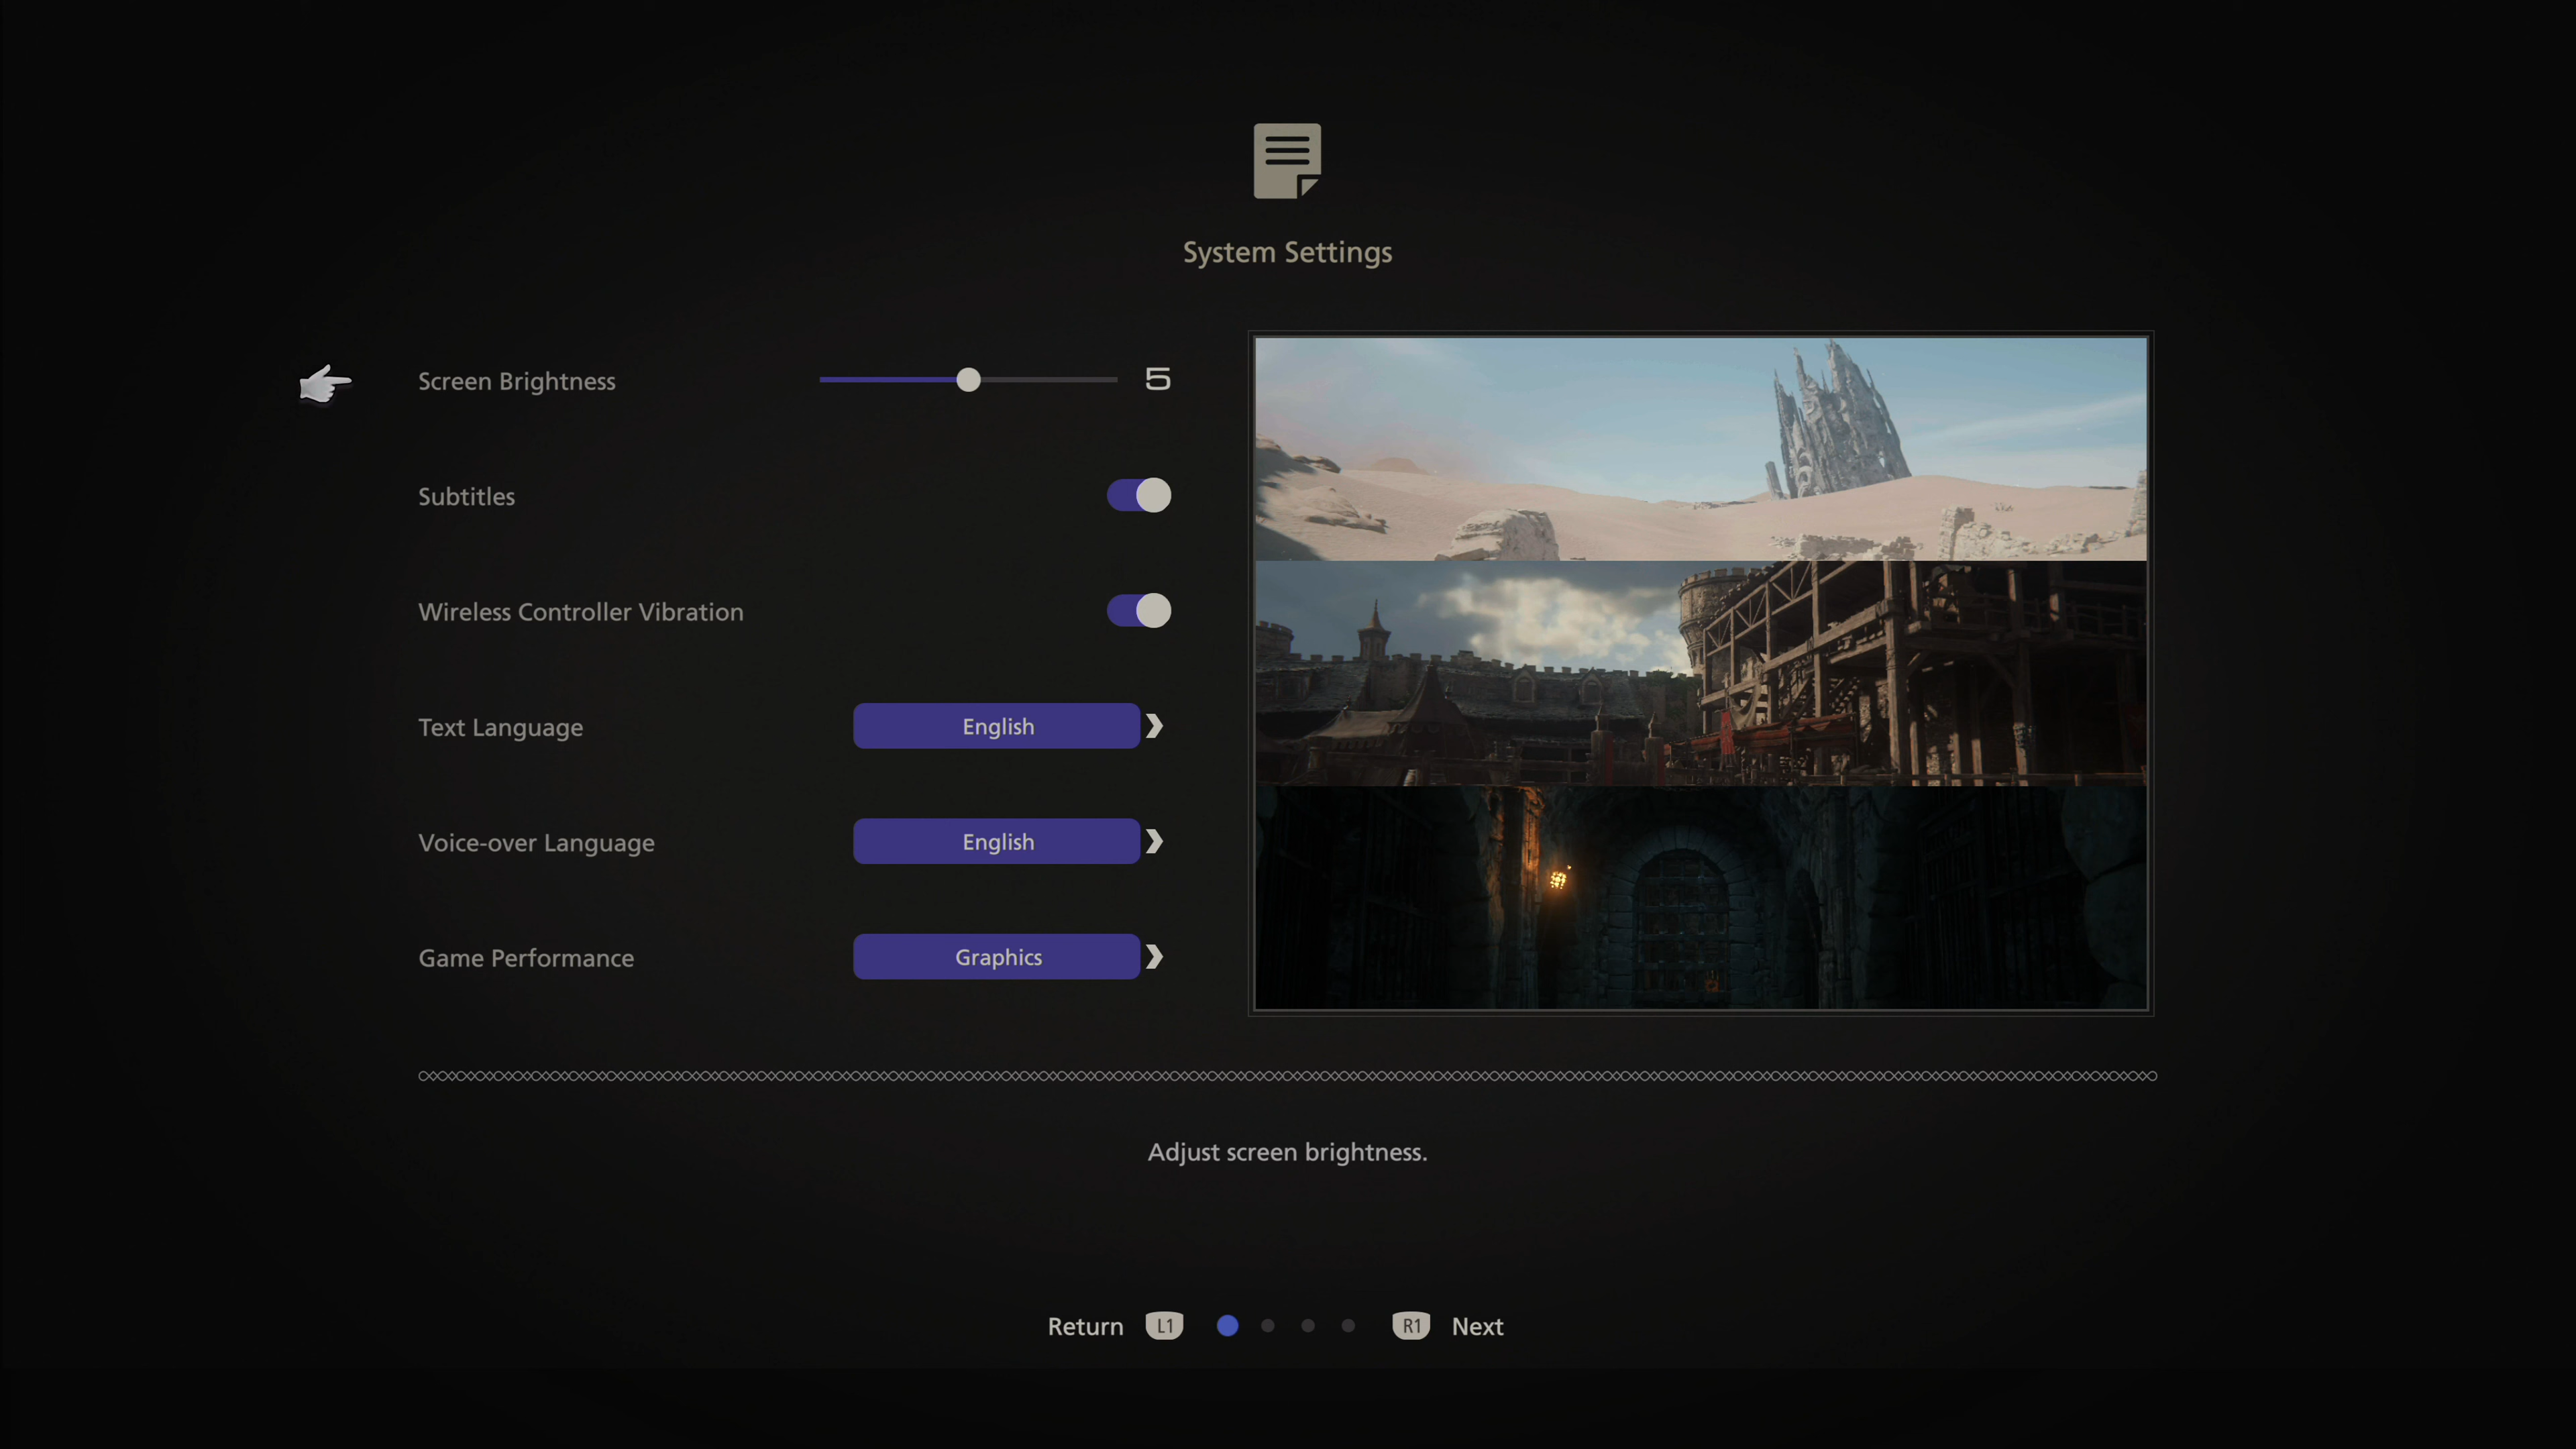 System Settings
Screen Brightness 5
Subtitles
Wireless Controller Vibration
Text Language English
Voice-over Language English
Game Performance Graphics
Adjust screen brightness.
Return L1 R1 Next